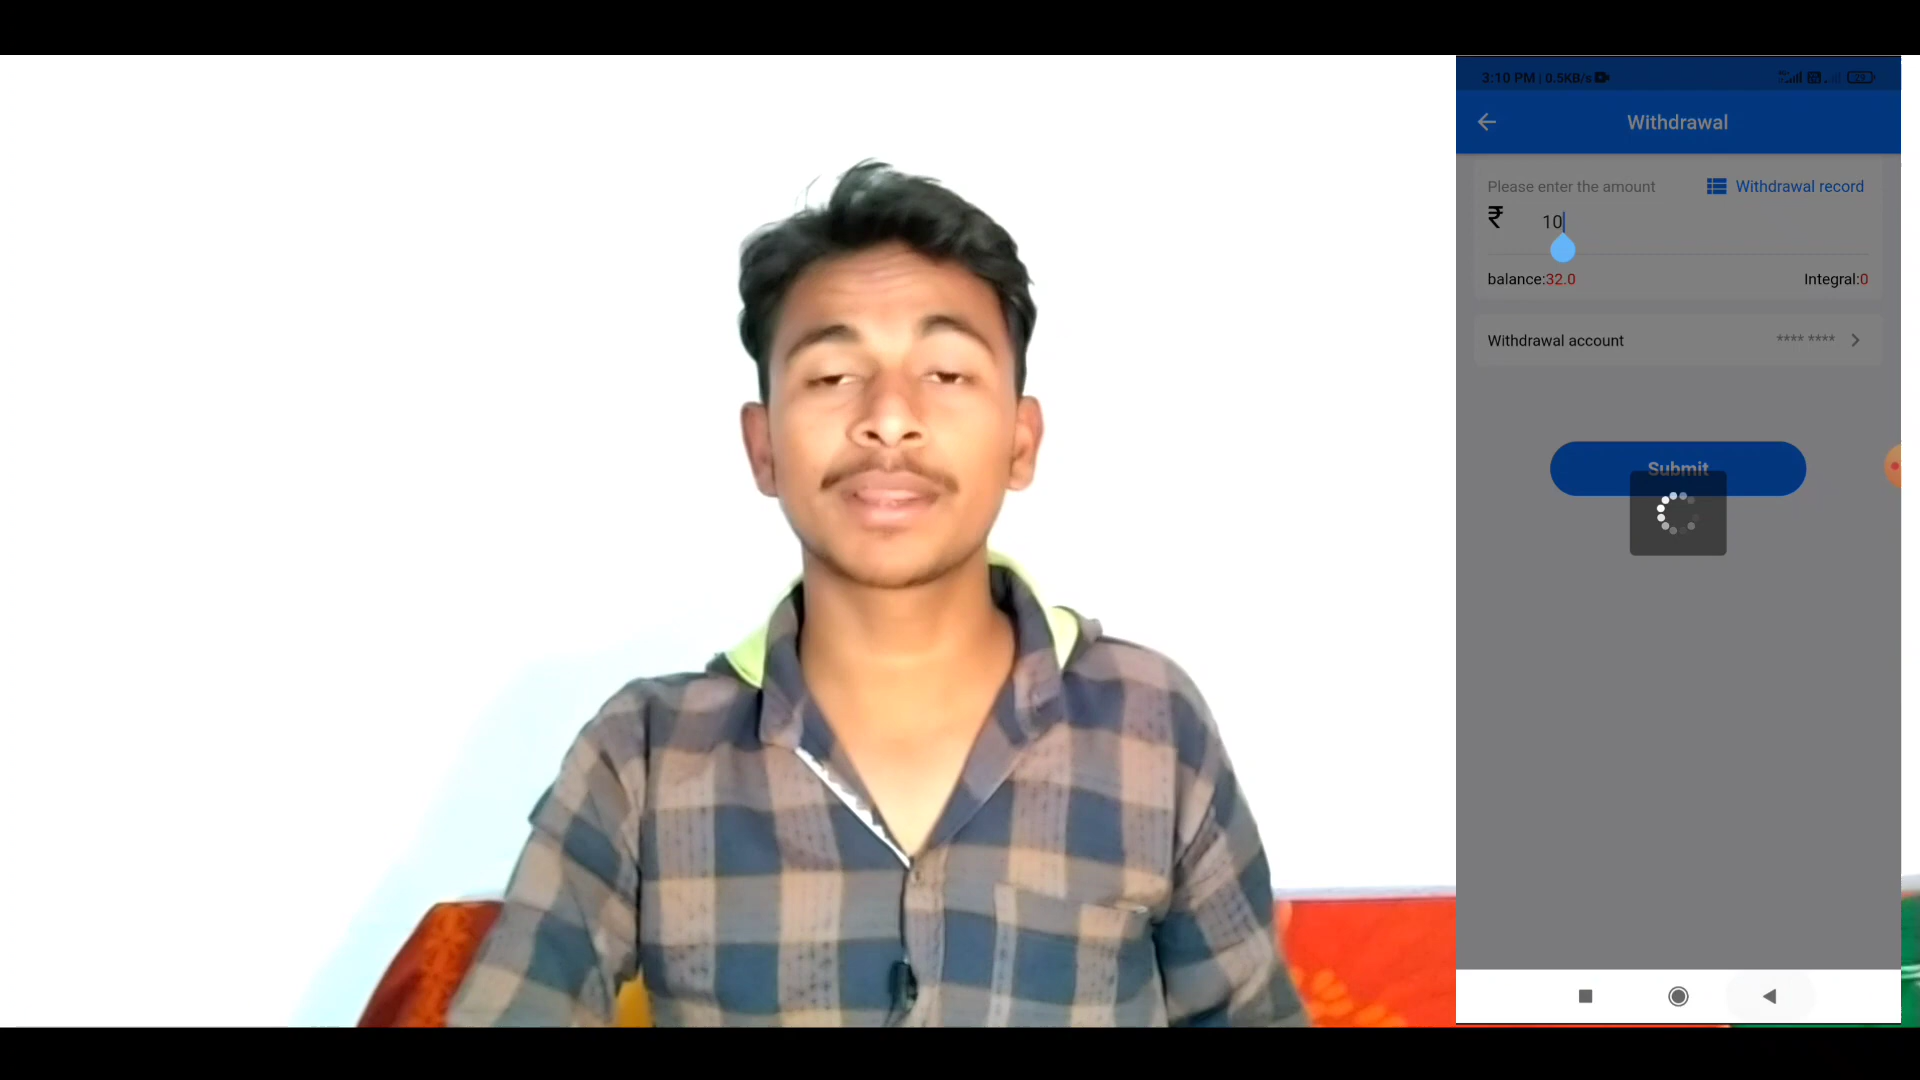 3:10 PM | 0.5KB/s
Withdrawal
Please enter the amount
Withdrawal record
₹ 10
balance:32.0
Integral:0
Withdrawal account
**** ****
Submit